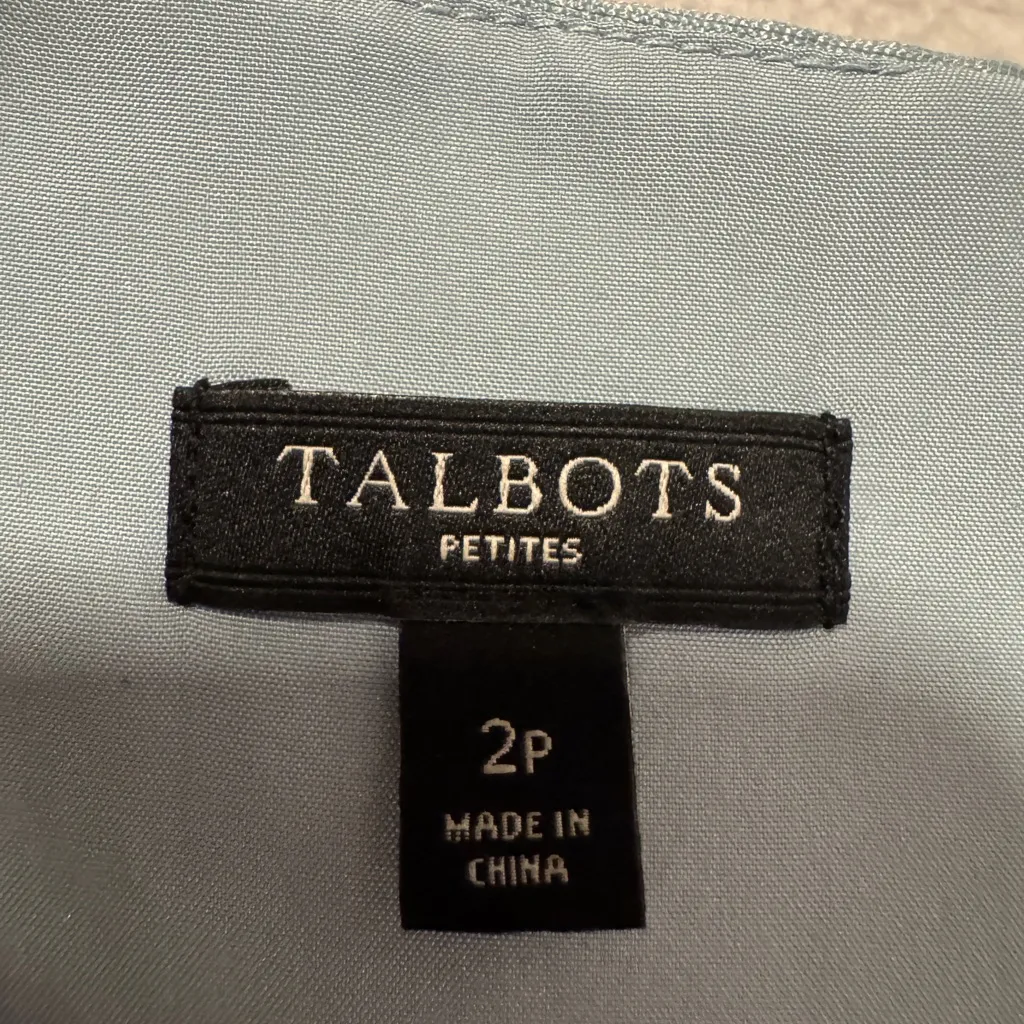 TALBOTS
PETITES
2P
MADE IN
CHINA